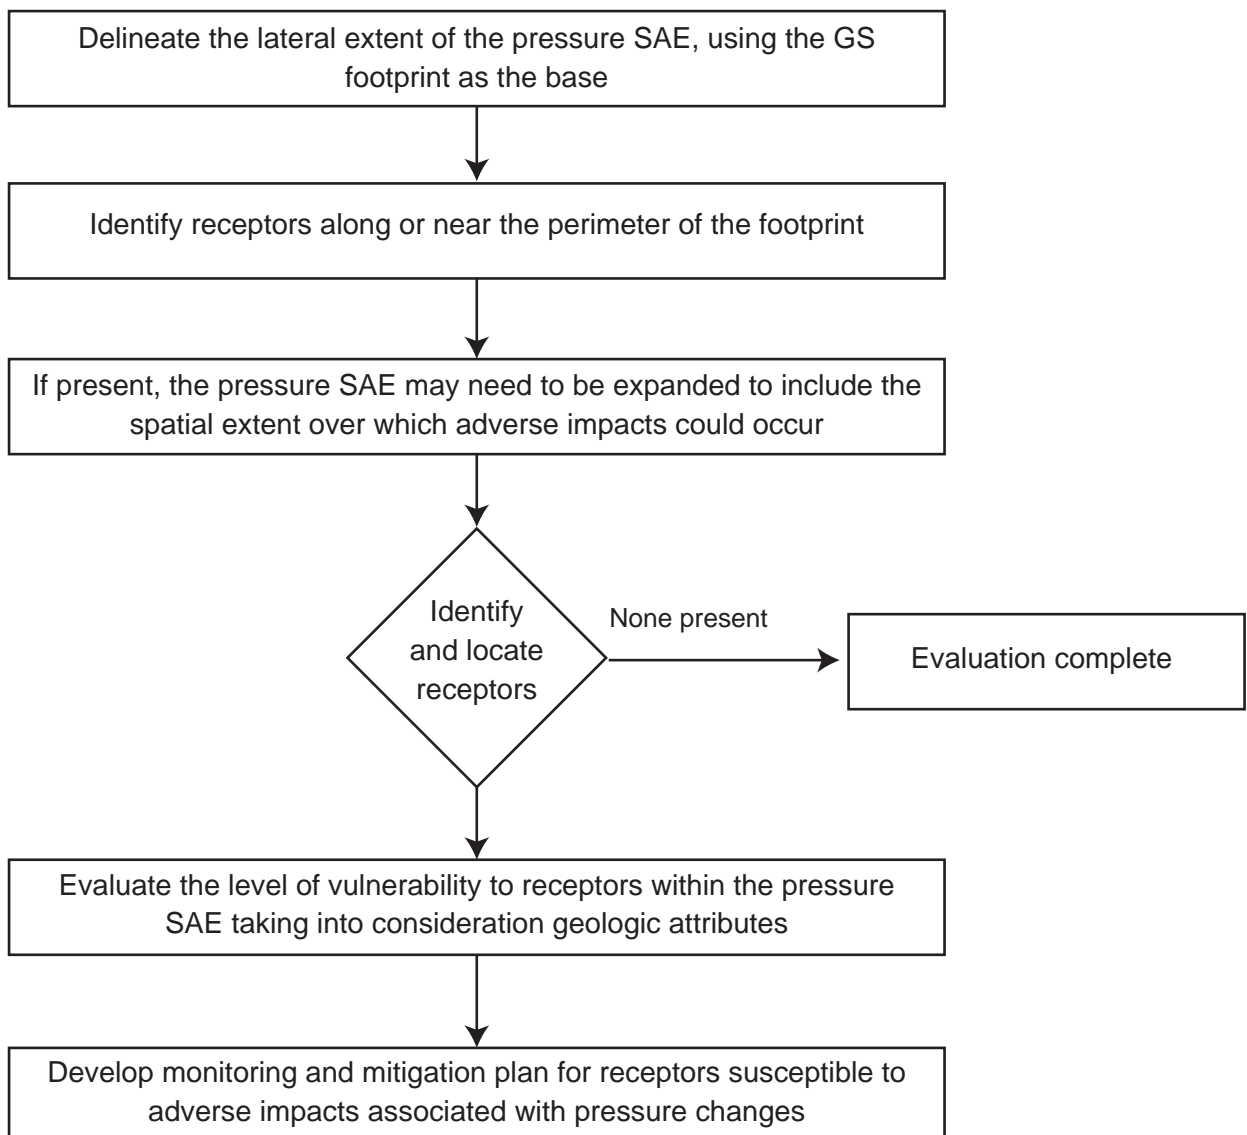 Delineate the lateral extent of the pressure SAE, using the GS
footprint as the base
Identify receptors along or near the perimeter of the footprint
If present, the pressure SAE may need to be expanded to include the
spatial extent over which adverse impacts could occur
Identify
and locate
receptors
None present
Evaluation complete
Evaluate the level of vulnerability to receptors within the pressure
SAE taking into consideration geologic attributes
Develop monitoring and mitigation plan for receptors susceptible to
adverse impacts associated with pressure changes